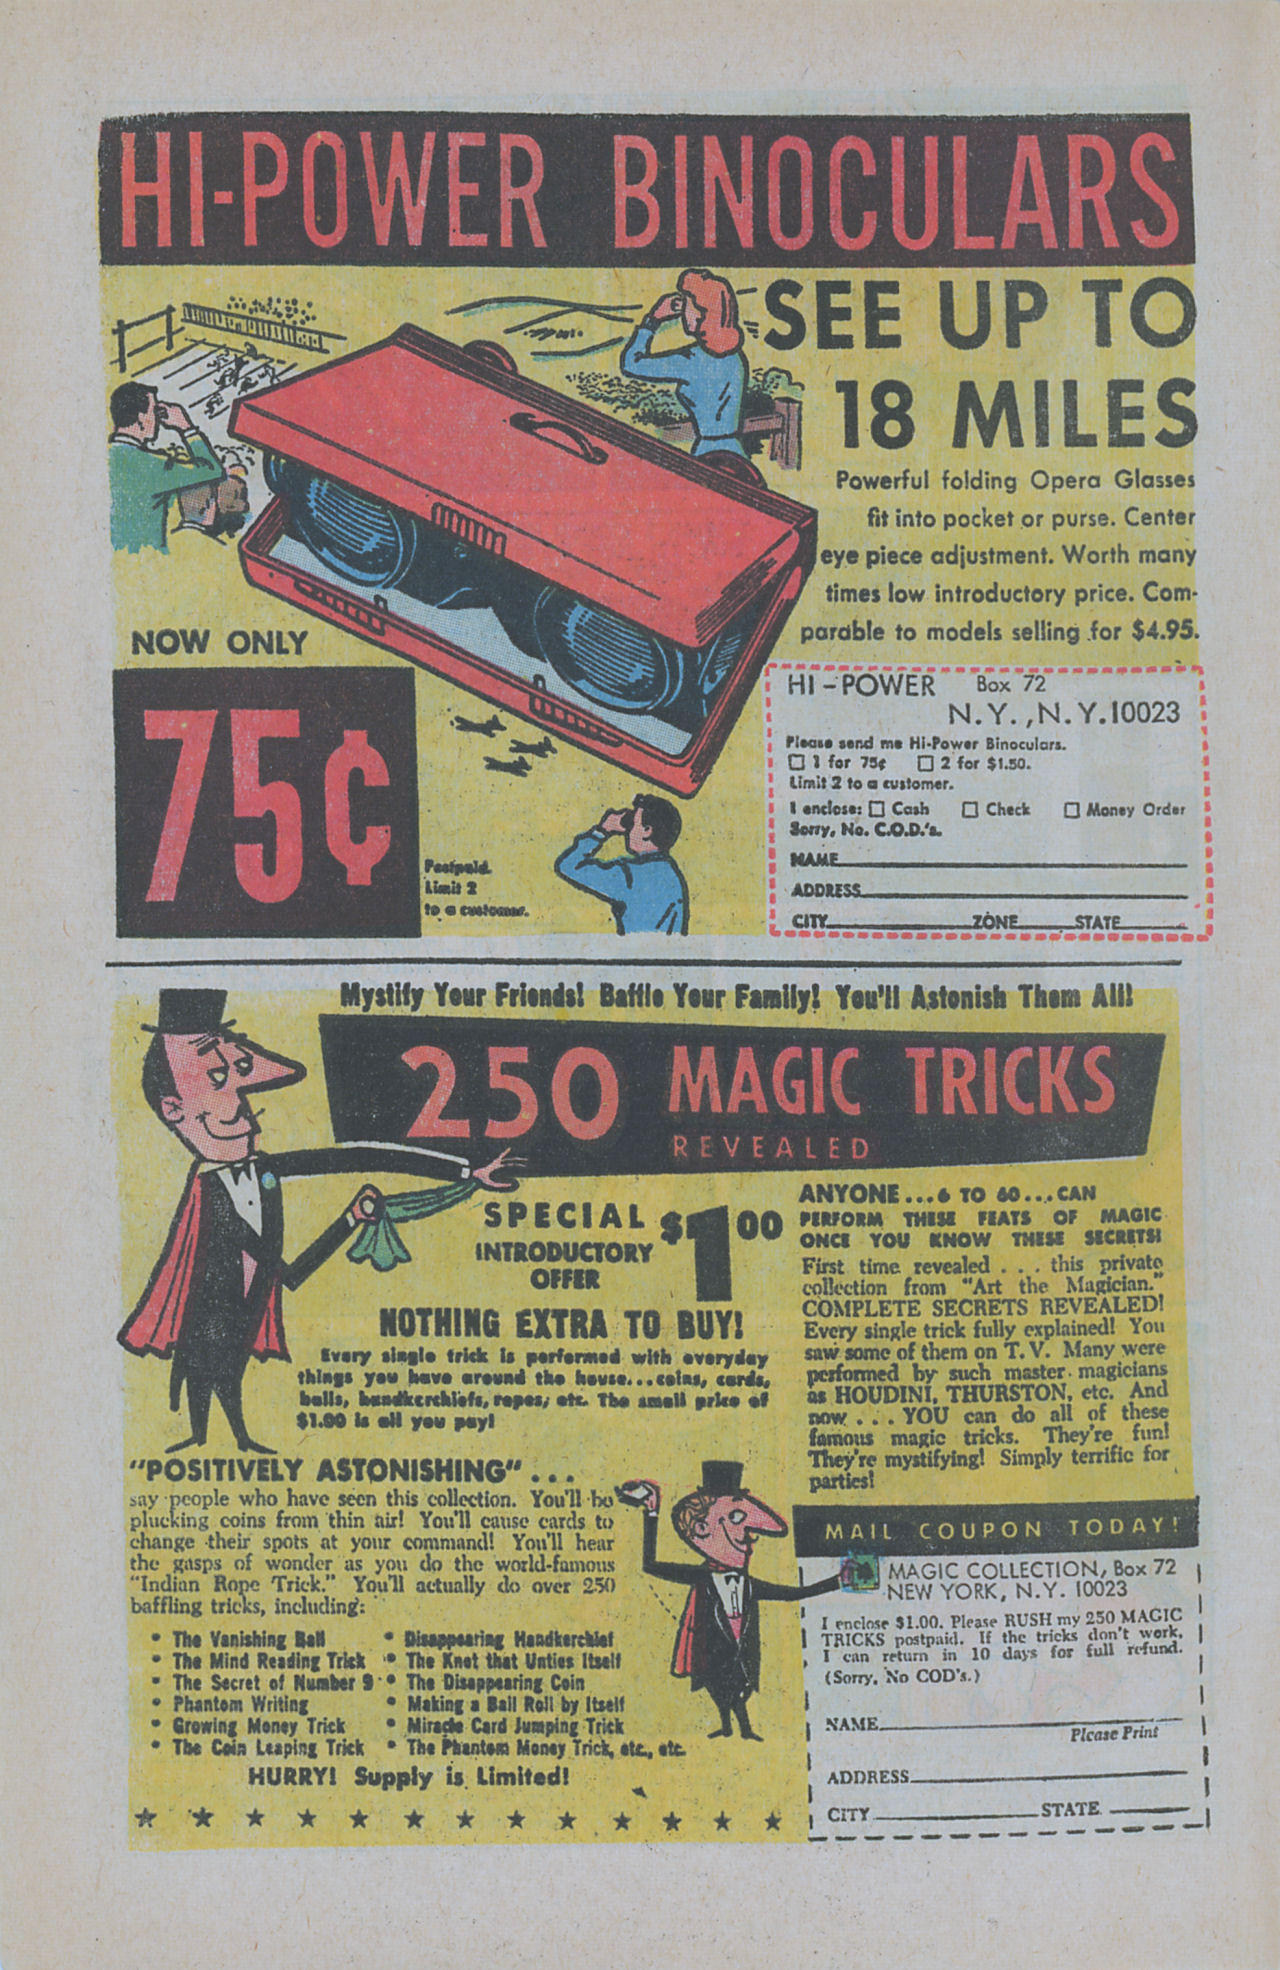 HI-POWER BINOCULARS
SEE UP TO
18 MILES
Powerful folding Opera Glasses
fit into pocket or purse. Center
eye piece adjustment. Worth many
times low introductory price. Com-
parable to models selling for $4.95.
NOW ONLY
75¢
Postpaid.
Limit 2
to a customer.
HI-POWER Box 72
N.Y., N.Y. 10023
Please send me Hi-Power Binoculars.
☐ 1 for 75¢ ☐ 2 for $1.50.
Limit 2 to a customer.
I enclose: ☐ Cash ☐ Check ☐ Money Order
Sorry, No. C.O.D.'s.
NAME
ADDRESS
CITY ZONE STATE
Mystify Your Friends! Baffle Your Family! You'll Astonish Them All!
250 MAGIC TRICKS
REVEALED
SPECIAL
INTRODUCTORY
OFFER
$1.00
NOTHING EXTRA TO BUY!
Every single trick is performed with everyday
things you have around the house...coins, cards,
balls, handkerchiefs, ropes, etc. The small price of
$1.00 is all you pay!
ANYONE...6 TO 60...CAN
PERFORM THESE FEATS OF MAGIC
ONCE YOU KNOW THESE SECRETS!
First time revealed . . . this private
collection from "Art the Magician."
COMPLETE SECRETS REVEALED!
Every single trick fully explained! You
saw some of them on T. V. Many were
performed by such master magicians
as HOUDINI, THURSTON, etc. And
now . . . YOU can do all of these
famous magic tricks. They're fun!
They're mystifying! Simply terrific for
parties!
"POSITIVELY ASTONISHING" . . .
say people who have seen this collection. You'll be
plucking coins from thin air! You'll cause cards to
change their spots at your command! You'll hear
the gasps of wonder as you do the world-famous
"Indian Rope Trick." You'll actually do over 250
baffling tricks, including:
• The Vanishing Ball
• The Mind Reading Trick
• The Secret of Number 9
• Phantom Writing
• Growing Money Trick
• The Coin Leaping Trick
• Disappearing Handkerchief
• The Knot that Unties Itself
• The Disappearing Coin
• Making a Ball Roll by Itself
• Miracle Card Jumping Trick
• The Phantom Money Trick, etc., etc.
HURRY! Supply is Limited!
MAIL COUPON TODAY!
MAGIC COLLECTION, Box 72
NEW YORK, N.Y. 10023
I enclose $1.00. Please RUSH my 250 MAGIC
TRICKS postpaid. If the tricks don't work,
I can return in 10 days for full refund.
(Sorry, No COD's.)
NAME
Please Print
ADDRESS
CITY STATE